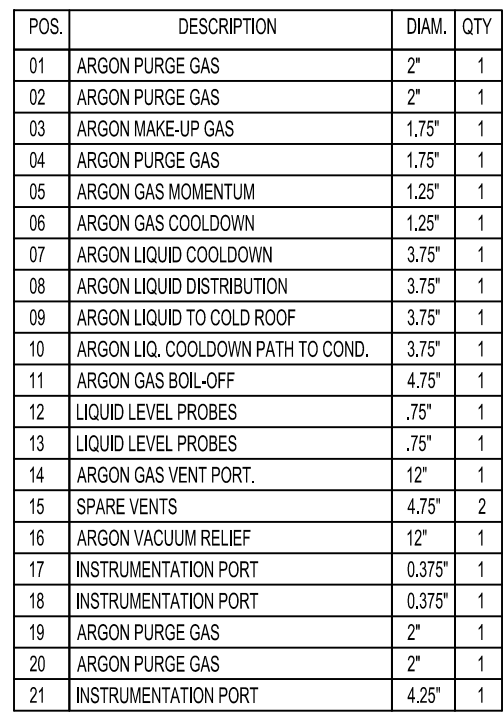 POS. DESCRIPTION DIAM. QTY
01 ARGON PURGE GAS 2" 1
02 ARGON PURGE GAS 2" 1
03 ARGON MAKE-UP GAS 1.75" 1
04 ARGON PURGE GAS 1.75" 1
05 ARGON GAS MOMENTUM 1.25" 1
06 ARGON GAS COOLDOWN 1.25" 1
07 ARGON LIQUID COOLDOWN 3.75" 1
08 ARGON LIQUID DISTRIBUTION 3.75" 1
09 ARGON LIQUID TO COLD ROOF 3.75" 1
10 ARGON LIQ. COOLDOWN PATH TO COND. 3.75" 1
11 ARGON GAS BOIL-OFF 4.75" 1
12 LIQUID LEVEL PROBES .75" 1
13 LIQUID LEVEL PROBES .75" 1
14 ARGON GAS VENT PORT. 12" 1
15 SPARE VENTS 4.75" 2
16 ARGON VACUUM RELIEF 12" 1
17 INSTRUMENTATION PORT 0.375" 1
18 INSTRUMENTATION PORT 0.375" 1
19 ARGON PURGE GAS 2" 1
20 ARGON PURGE GAS 2" 1
21 INSTRUMENTATION PORT 4.25" 1